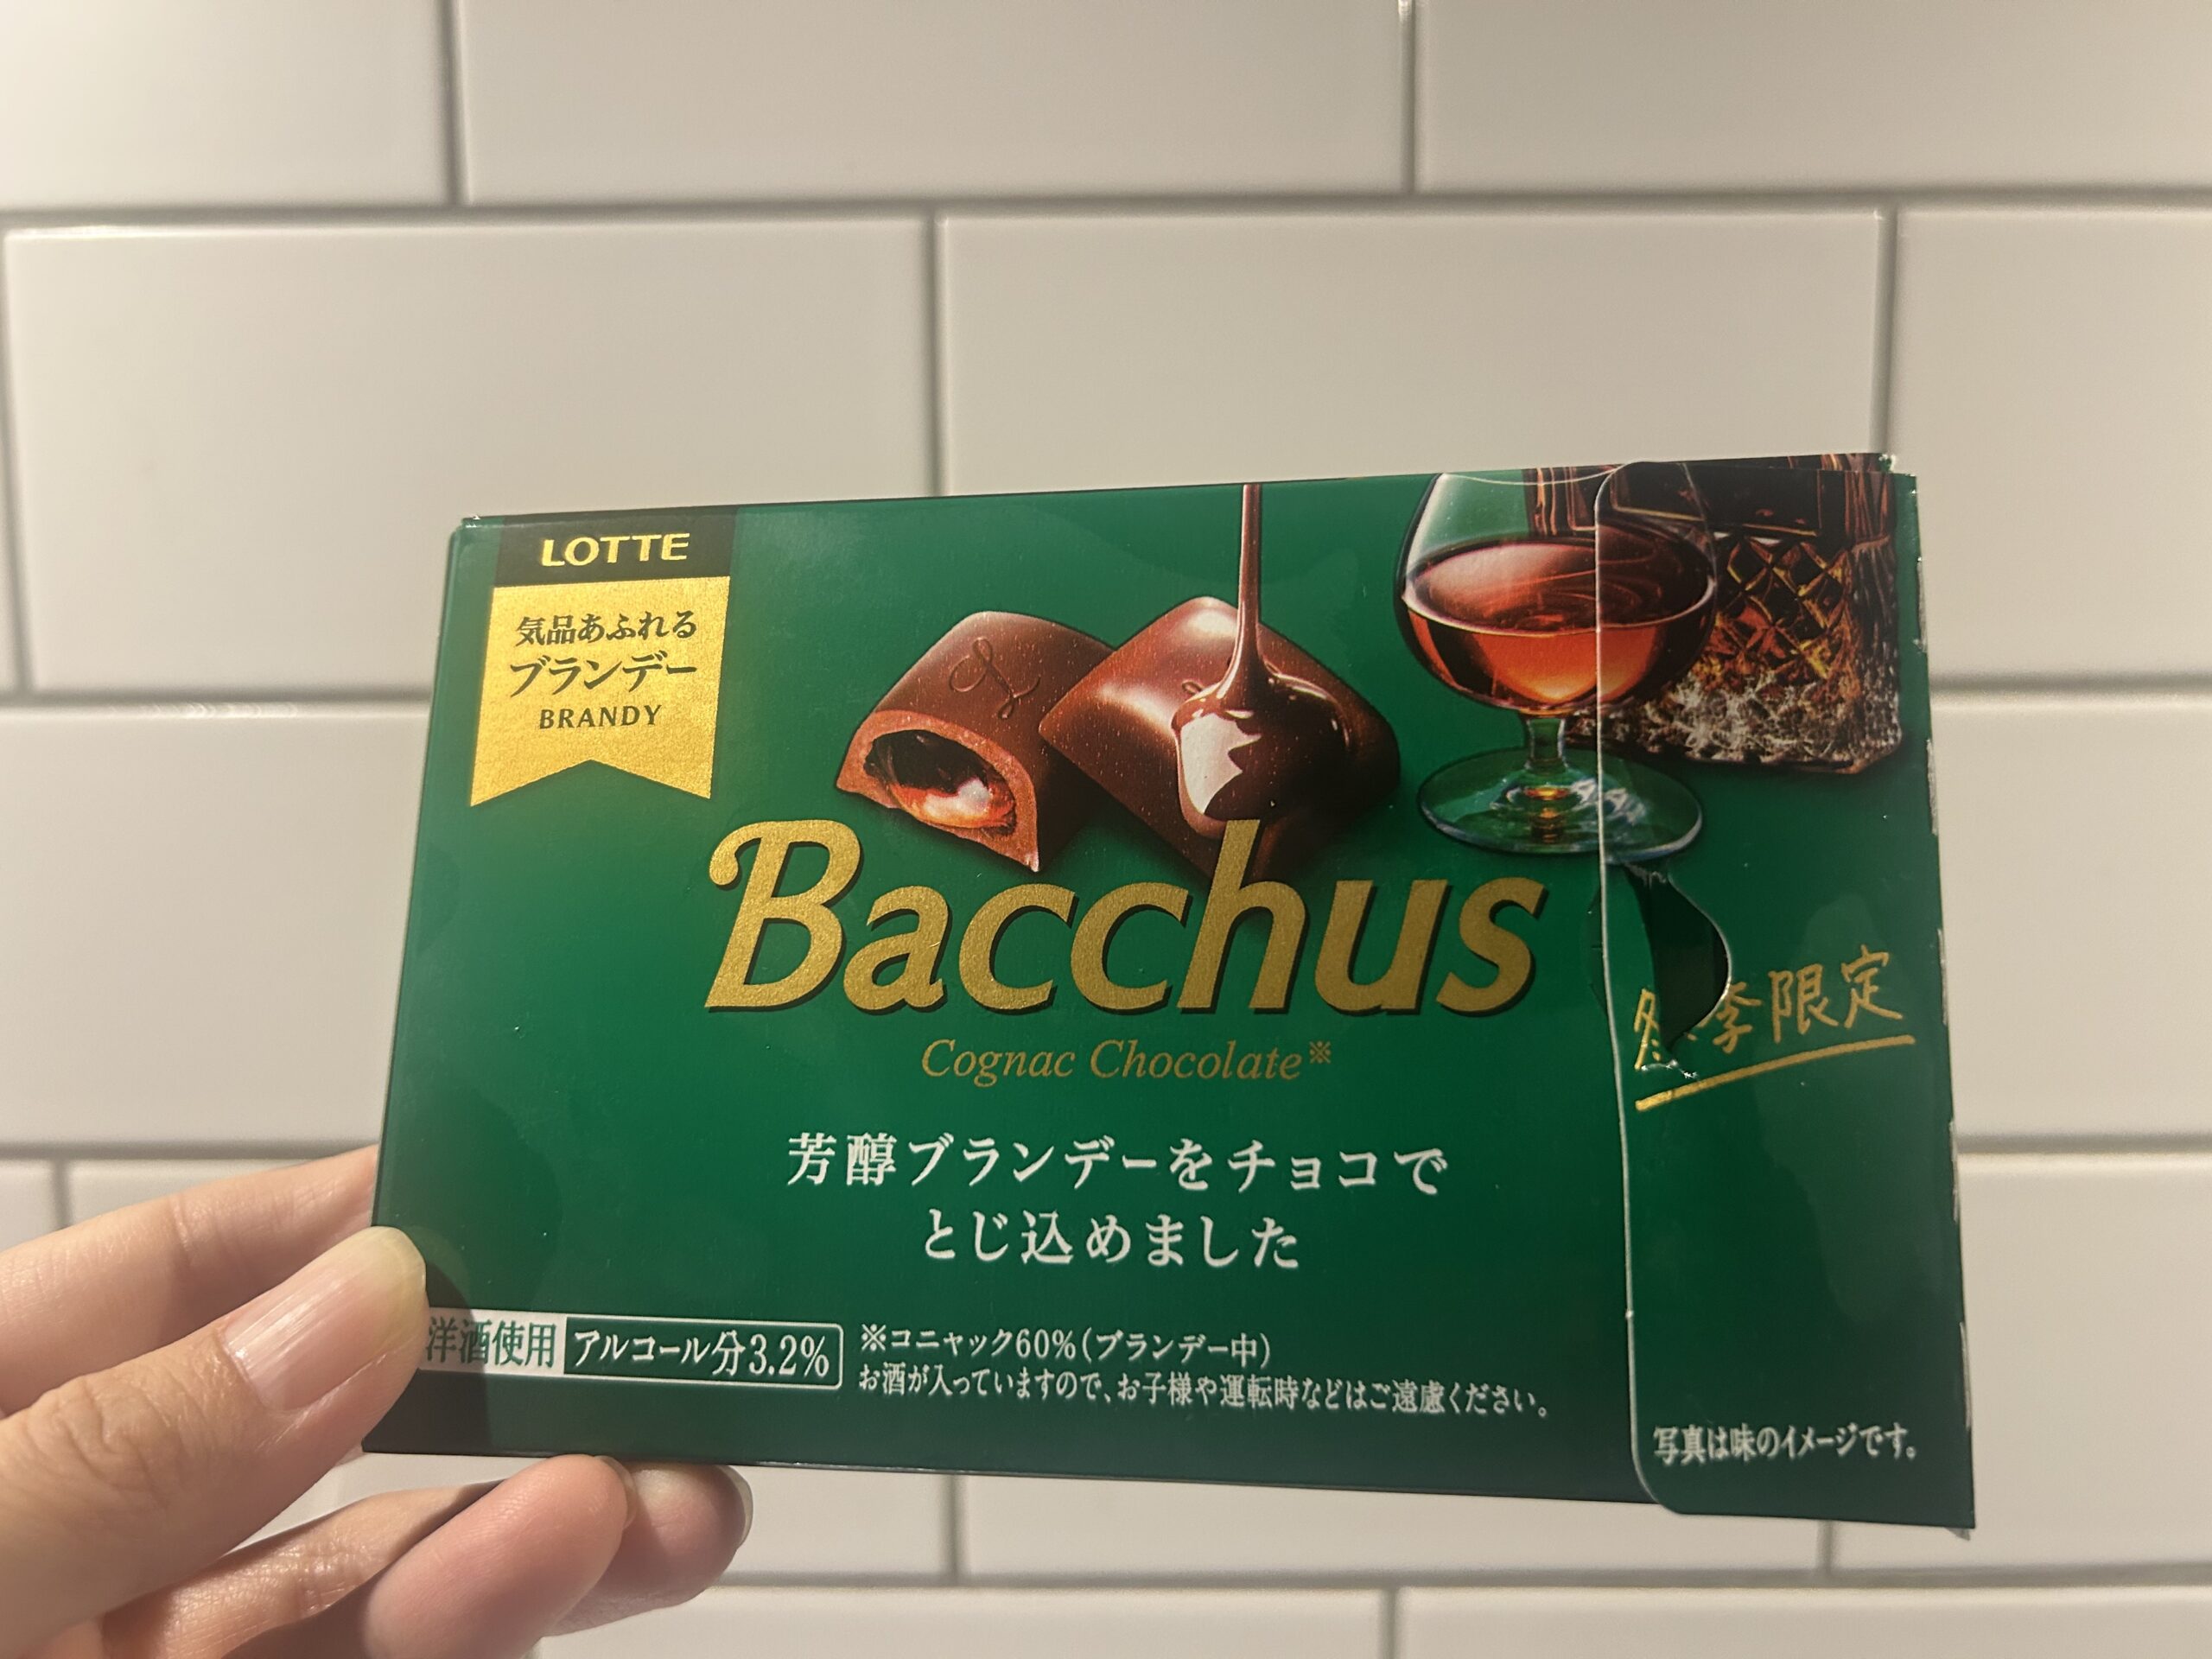 LOTTE
気品あふれる
ブランデー
BRANDY
Bacchus
Cognac Chocolate※
冬季限定
芳醇ブランデーをチョコで
とじ込めました
洋酒使用 アルコール分3.2%
※コニャック60%(ブランデー中)
お酒が入っていますので、お子様や運転時などはご遠慮ください。
写真は味のイメージです。